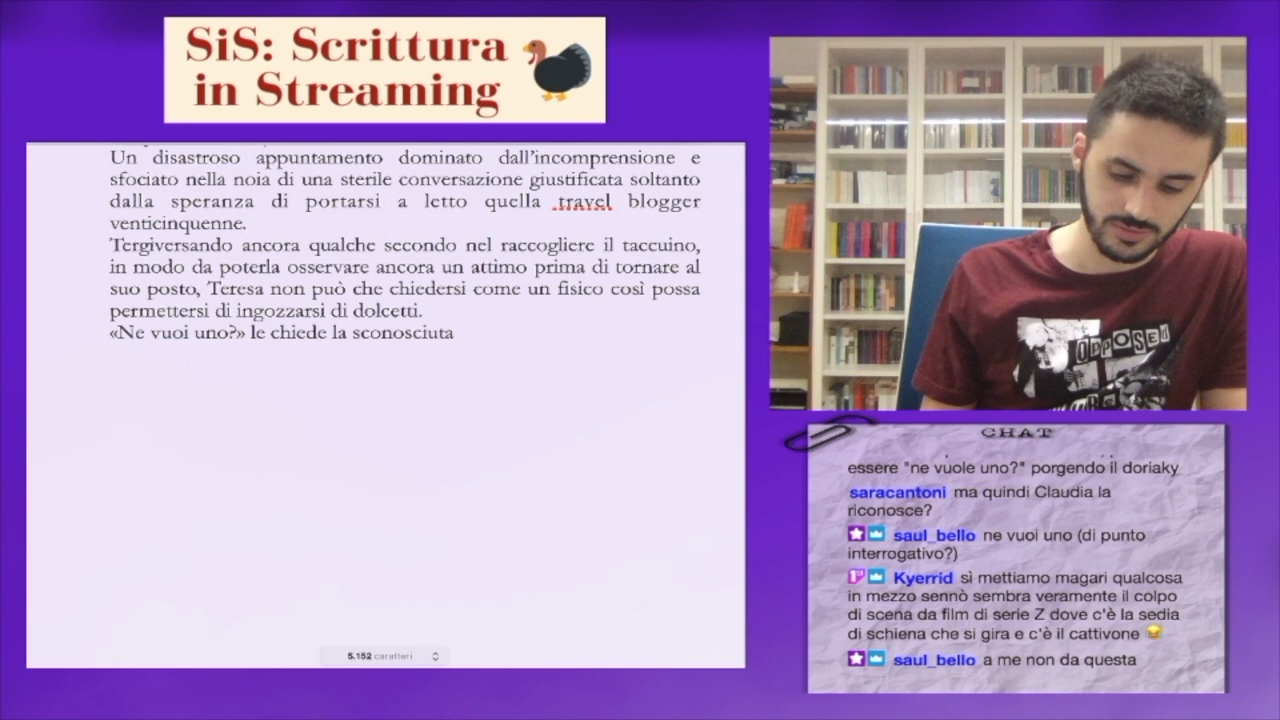 SiS: Scrittura
in Streaming
Un disastroso appuntamento dominato dall'incomprensione e
sfociato nella noia di una sterile conversazione giustificata soltanto
dalla speranza di portarsi a letto quella travel blogger
venticinquenne.
Tergiversando ancora qualche secondo nel raccogliere il taccuino,
in modo da poterla osservare ancora un attimo prima di tornare al
suo posto, Teresa non può che chiedersi come un fisico così possa
permettersi di ingozzarsi di dolcetti.
«Ne vuoi uno?» le chiede la sconosciuta
5.152 caratteri
OPPOSED
CHAT
essere "ne vuole uno?" porgendo il doriaky
saracantoni ma quindi Claudia la
riconosce?
saul_bello ne vuoi uno (di punto
interrogativo?)
Kyerrid sì mettiamo magari qualcosa
in mezzo sennò sembra veramente il colpo
di scena da film di serie Z dove c'è la sedia
di schiena che si gira e c'è il cattivone 😂
saul_bello a me non da questa